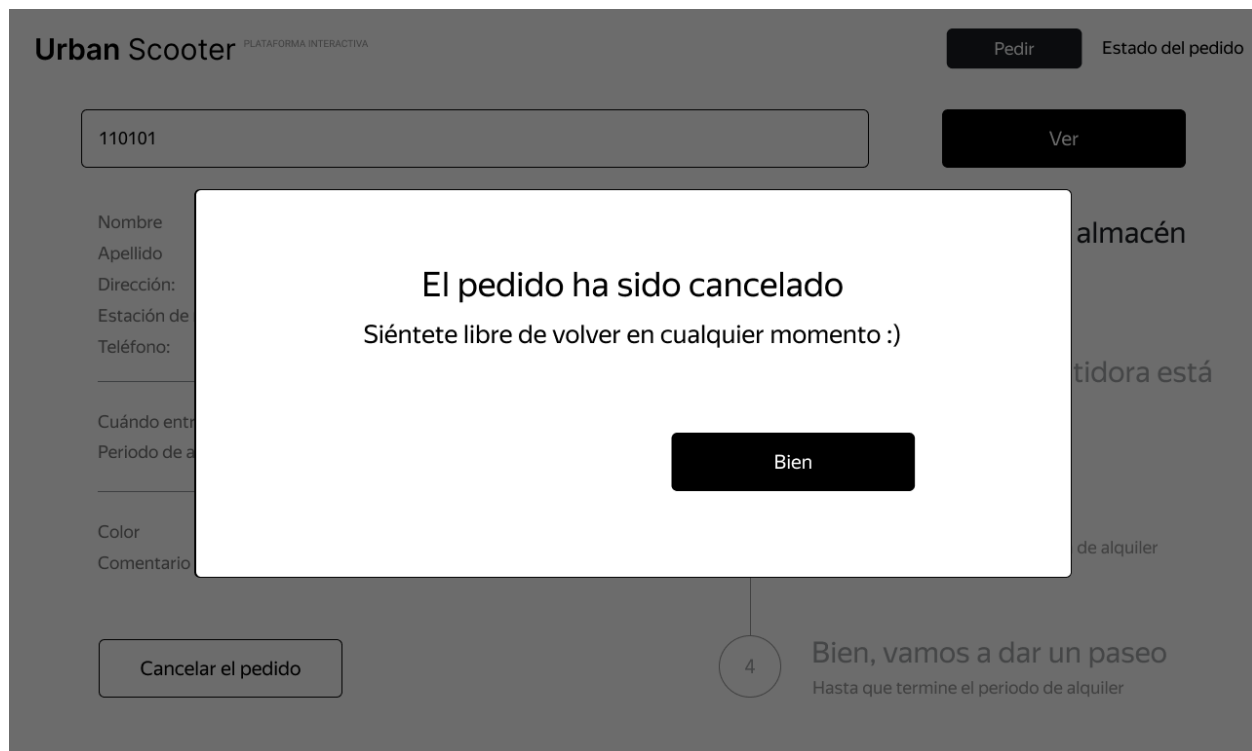 Urban Scooter PLATAFORMA INTERACTIVA
Pedir
Estado del pedido
110101
Ver
Nombre
Apellido
Dirección:
Estación de
Teléfono:
Cuándo entr
Periodo de a
Color
Comentario
Cancelar el pedido
El pedido ha sido cancelado
Siéntete libre de volver en cualquier momento :)
Bien
almacén
tidora está
de alquiler
4
Bien, vamos a dar un paseo
Hasta que termine el periodo de alquiler